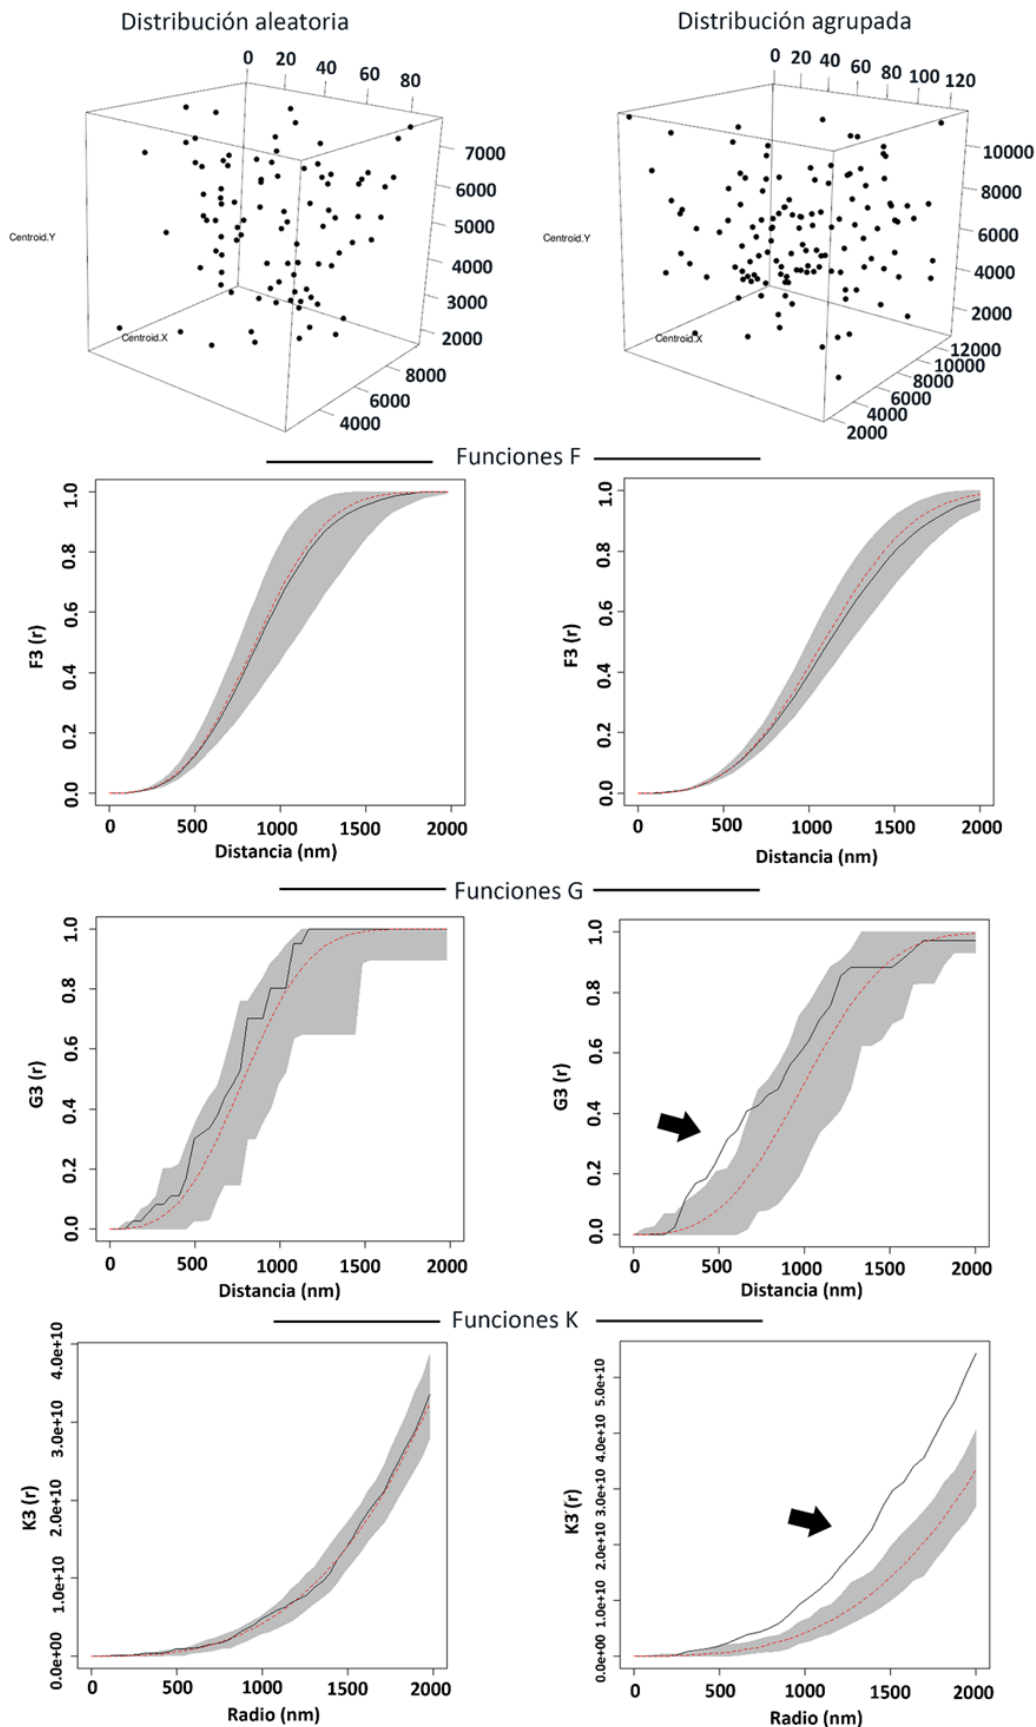 Distribución aleatoria
Distribución agrupada
0 20 40 60 80
7000
6000
5000
4000
3000
2000
8000
6000
4000
Centroid.Y
Centroid.X
0 20 40 60 80 100 120
10000
8000
6000
4000
2000
12000
10000
8000
6000
4000
2000
Centroid.Y
Centroid.X
Funciones F
F3 (r)
1.0
0.8
0.6
0.4
0.2
0.0
0 500 1000 1500 2000
Distancia (nm)
F3 (r)
1.0
0.8
0.6
0.4
0.2
0.0
0 500 1000 1500 2000
Distancia (nm)
Funciones G
G3 (r)
1.0
0.8
0.6
0.4
0.2
0.0
0 500 1000 1500 2000
Distancia (nm)
G3 (r)
1.0
0.8
0.6
0.4
0.2
0.0
0 500 1000 1500 2000
Distancia (nm)
Funciones K
K3 (r)
4.0e+10
3.0e+10
2.0e+10
1.0e+10
0.0e+00
0 500 1000 1500 2000
Radio (nm)
K3 (r)
5.0e+10
4.0e+10
3.0e+10
2.0e+10
1.0e+10
0.0e+00
0 500 1000 1500 2000
Radio (nm)